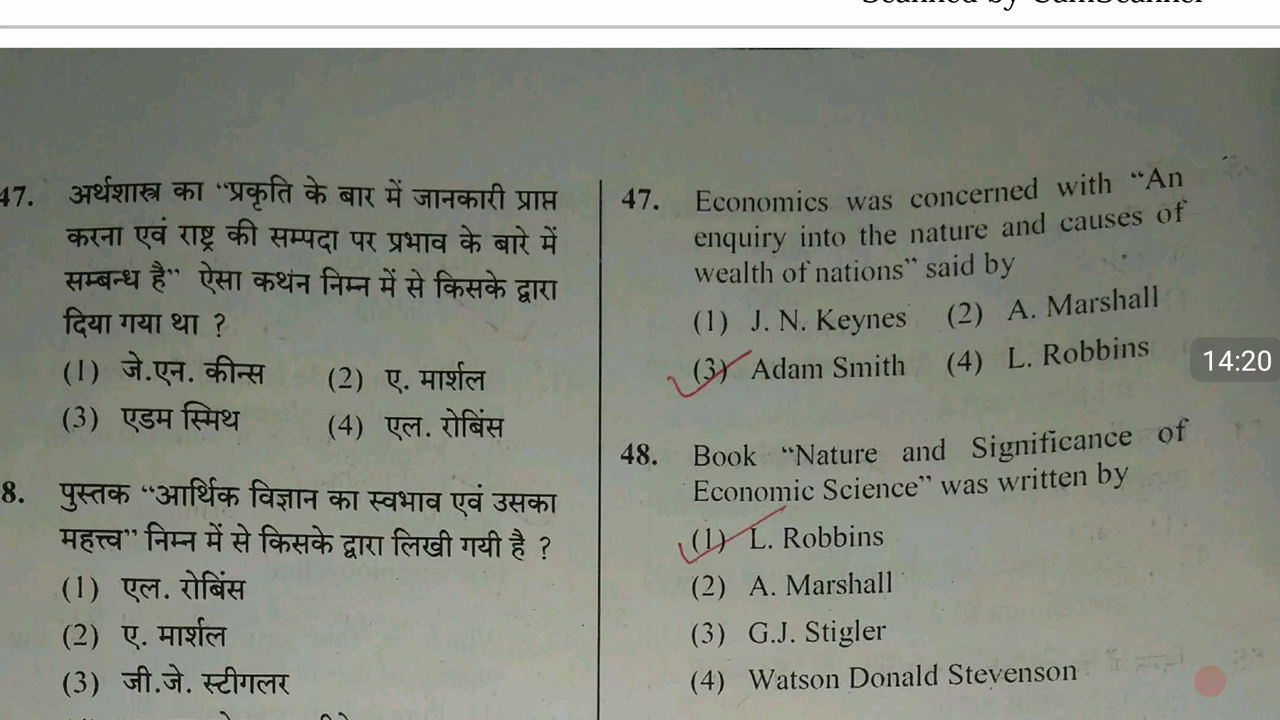 47. अर्थशास्त्र का “प्रकृति के बार में जानकारी प्राप्त
करना एवं राष्ट्र की सम्पदा पर प्रभाव के बारे में
सम्बन्ध है” ऐसा कथन निम्न में से किसके द्वारा
दिया गया था ?
(1) जे.एन. कीन्स (2) ए. मार्शल
(3) एडम स्मिथ (4) एल. रोबिंस
8. पुस्तक “आर्थिक विज्ञान का स्वभाव एवं उसका
महत्त्व” निम्न में से किसके द्वारा लिखी गयी है ?
(1) एल. रोबिंस
(2) ए. मार्शल
(3) जी.जे. स्टीगलर
47. Economics was concerned with “An
enquiry into the nature and causes of
wealth of nations” said by
(1) J. N. Keynes (2) A. Marshall
(3) Adam Smith (4) L. Robbins
48. Book “Nature and Significance of
Economic Science” was written by
(1) L. Robbins
(2) A. Marshall
(3) G.J. Stigler
(4) Watson Donald Stevenson
14:20